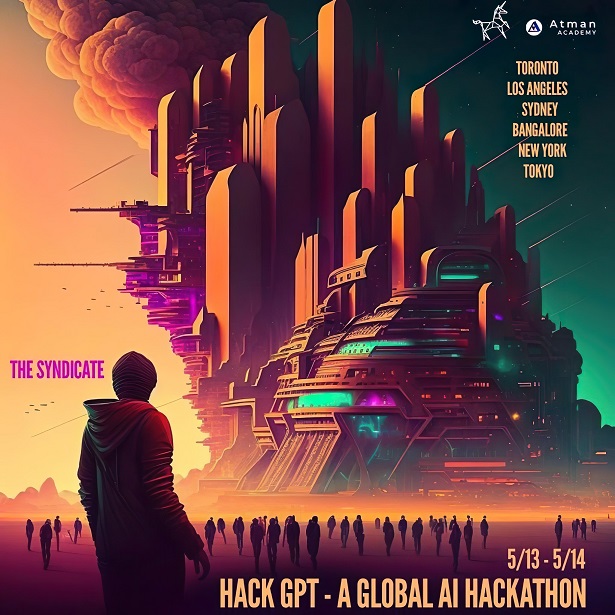 Atman
ACADEMY
TORONTO
LOS ANGELES
SYDNEY
BANGALORE
NEW YORK
TOKYO
THE SYNDICATE
5/13 - 5/14
HACK GPT - A GLOBAL AI HACKATHON